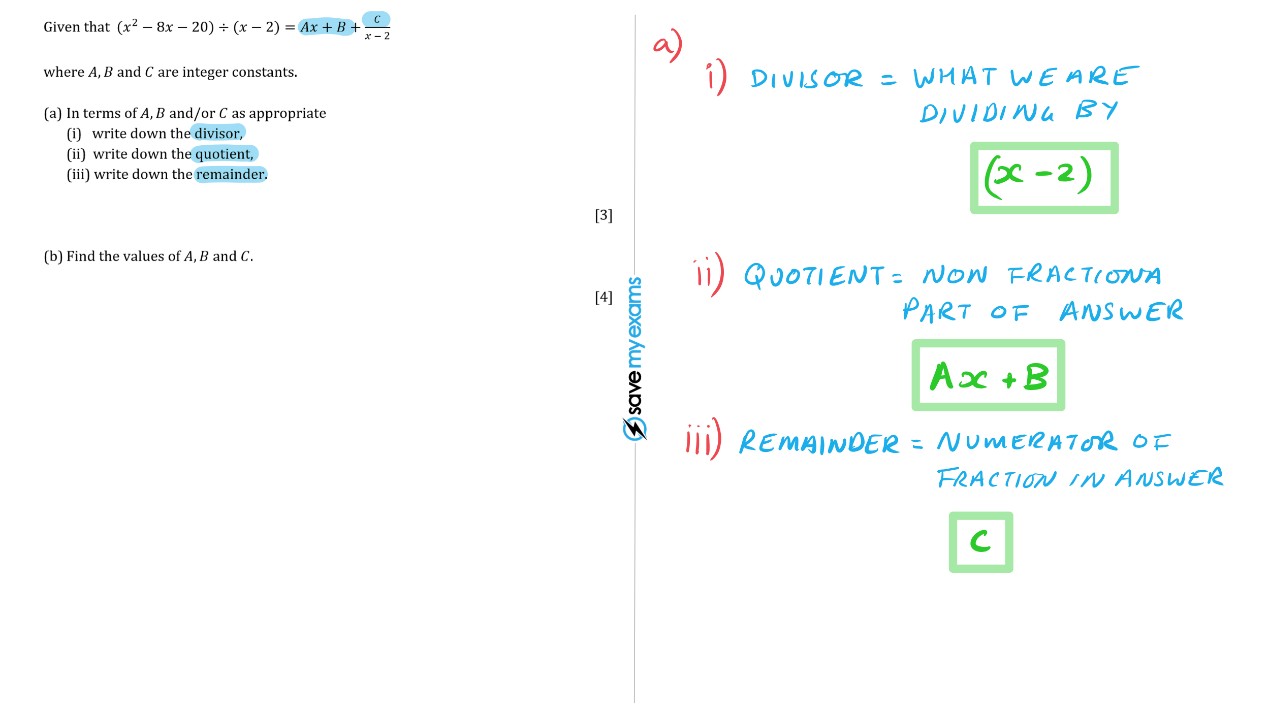 Given that (x² − 8x − 20) ÷ (x − 2) = Ax + B + C/(x − 2)
where A, B and C are integer constants.
(a) In terms of A, B and/or C as appropriate
(i) write down the divisor,
(ii) write down the quotient,
(iii) write down the remainder.
[3]
(b) Find the values of A, B and C.
[4]
save my exams
a)
i) DIVISOR = WHAT WE ARE
DIVIDING BY
(x − 2)
ii) QUOTIENT = NON FRACTIONA
PART OF ANSWER
Ax + B
iii) REMAINDER = NUMERATOR OF
FRACTION IN ANSWER
C